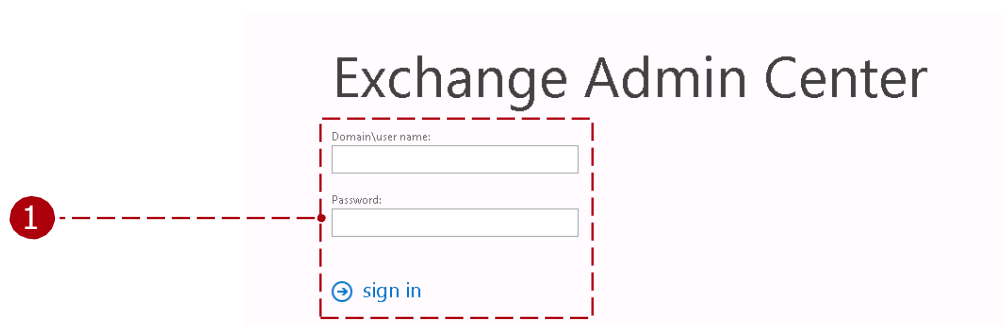 Exchange Admin Center
Domain\user name:
Password:
1
sign in